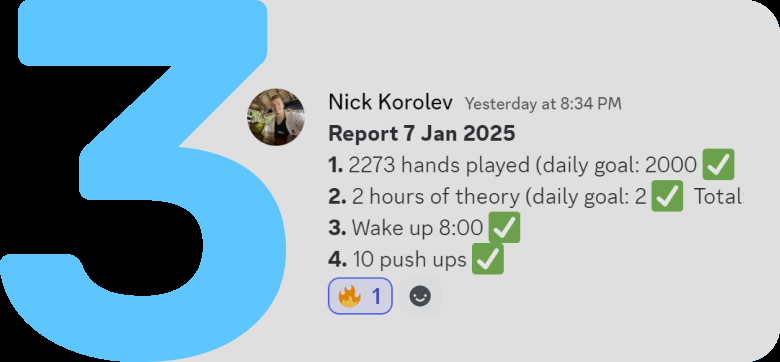 3
Nick Korolev Yesterday at 8:34 PM
Report 7 Jan 2025
1. 2273 hands played (daily goal: 2000 ✅
2. 2 hours of theory (daily goal: 2 ✅ Total:
3. Wake up 8:00 ✅
4. 10 push ups ✅
🔥 1